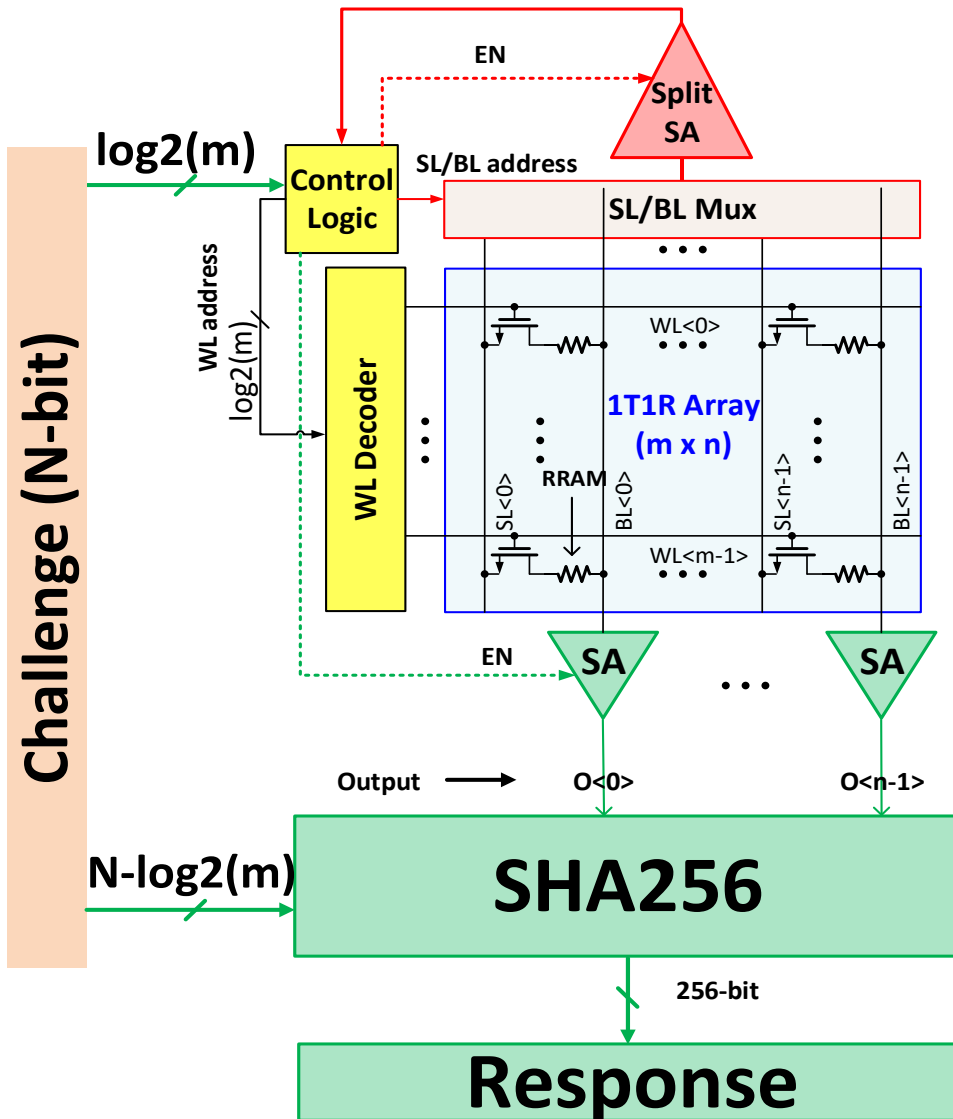 EN
Split
SA
log2(m)
Control
Logic
SL/BL address
SL/BL Mux
WL address
log2(m)
WL Decoder
WL<0>
1T1R Array
(m x n)
RRAM
SL<0>
BL<0>
SL<n-1>
BL<n-1>
WL<m-1>
Challenge (N-bit)
EN
SA
SA
Output
O<0>
O<n-1>
N-log2(m)
SHA256
256-bit
Response